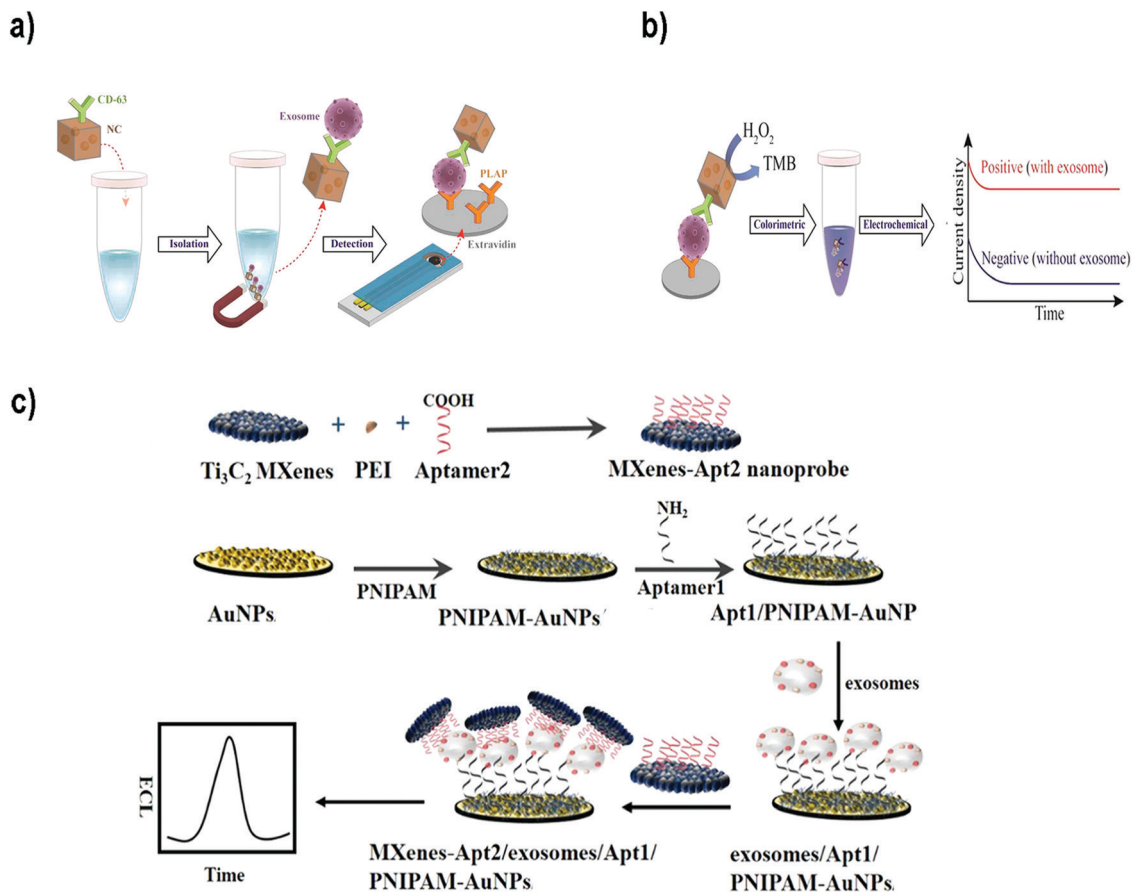 a)
CD-63
NC
Isolation
Exosome
Detection
PLAP
Extravidin
b)
H₂O₂
TMB
Colorimetric
Electrochemical
Current density
Positive (with exosome)
Negative (without exosome)
Time
c)
Ti₃C₂ MXenes
+
PEI
+
COOH
Aptamer2
MXenes-Apt2 nanoprobe
AuNPs
PNIPAM
PNIPAM-AuNPs
NH₂
Aptamer1
Apt1/PNIPAM-AuNP
exosomes
exosomes/Apt1/
PNIPAM-AuNPs
MXenes-Apt2/exosomes/Apt1/
PNIPAM-AuNPs
ECL
Time